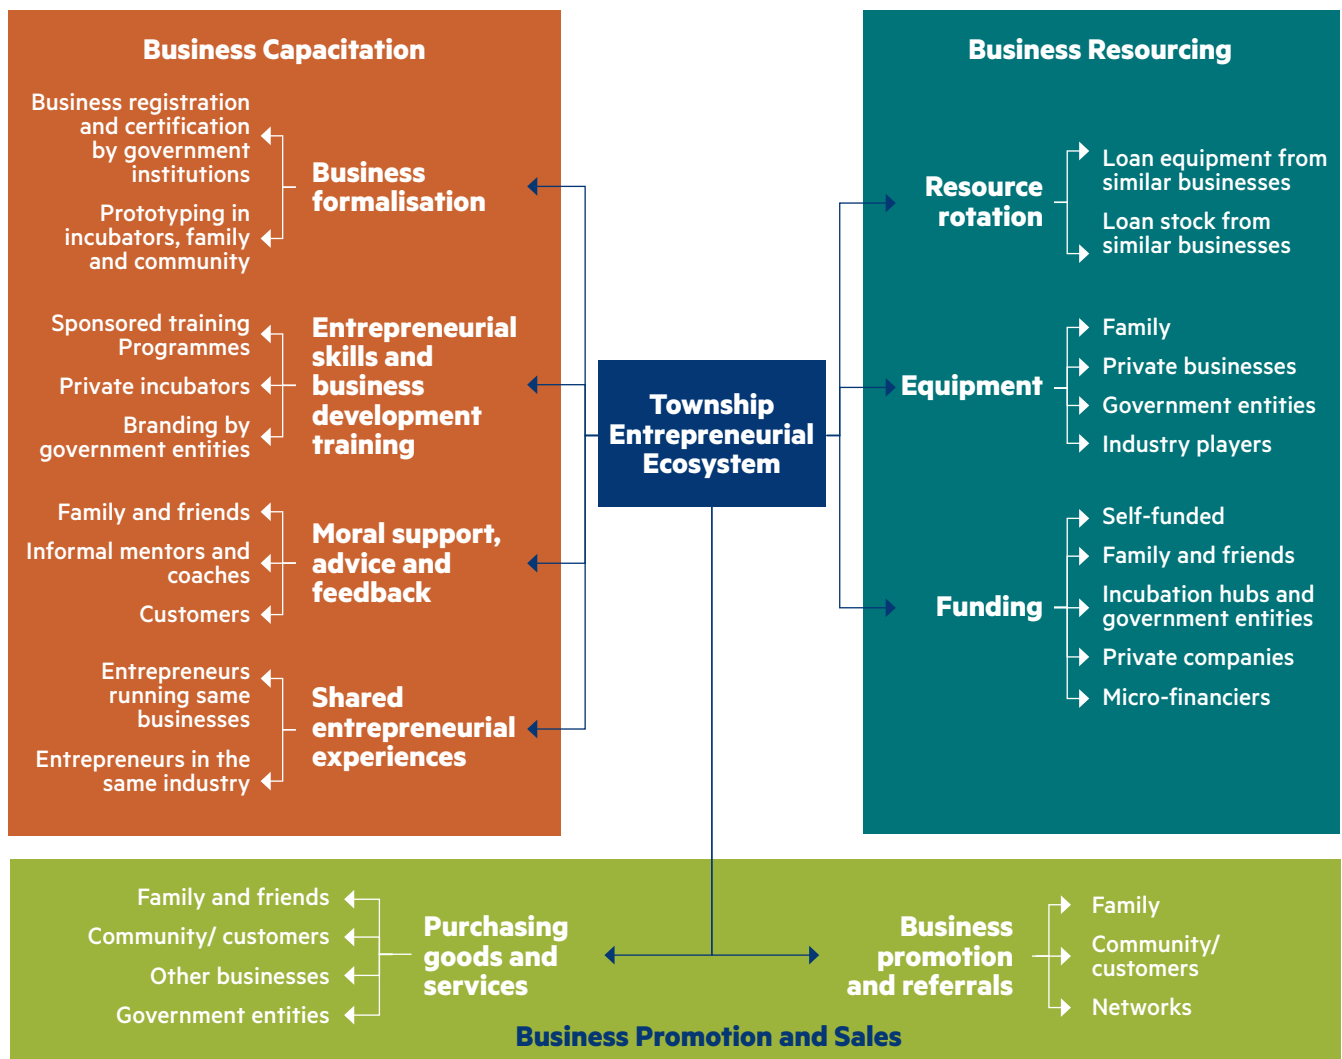 Business Capacitation
Business registration
and certification
by government
institutions
Prototyping in
incubators, family
and community
Business
formalisation
Sponsored training
Programmes
Private incubators
Branding by
government entities
Entrepreneurial
skills and
business
development
training
Family and friends
Informal mentors and
coaches
Customers
Moral support,
advice and
feedback
Entrepreneurs
running same
businesses
Entrepreneurs in the
same industry
Shared
entrepreneurial
experiences
Township
Entrepreneurial
Ecosystem
Business Resourcing
Resource
rotation
Loan equipment from
similar businesses
Loan stock from
similar businesses
Equipment
Family
Private businesses
Government entities
Industry players
Funding
Self-funded
Family and friends
Incubation hubs and
government entities
Private companies
Micro-financiers
Family and friends
Community/ customers
Other businesses
Government entities
Purchasing
goods and
services
Business
promotion
and referrals
Family
Community/
customers
Networks
Business Promotion and Sales